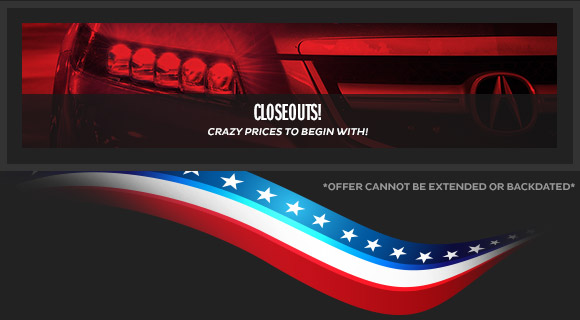 CLOSEOUTS!
CRAZY PRICES TO BEGIN WITH!
*OFFER CANNOT BE EXTENDED OR BACKDATED*